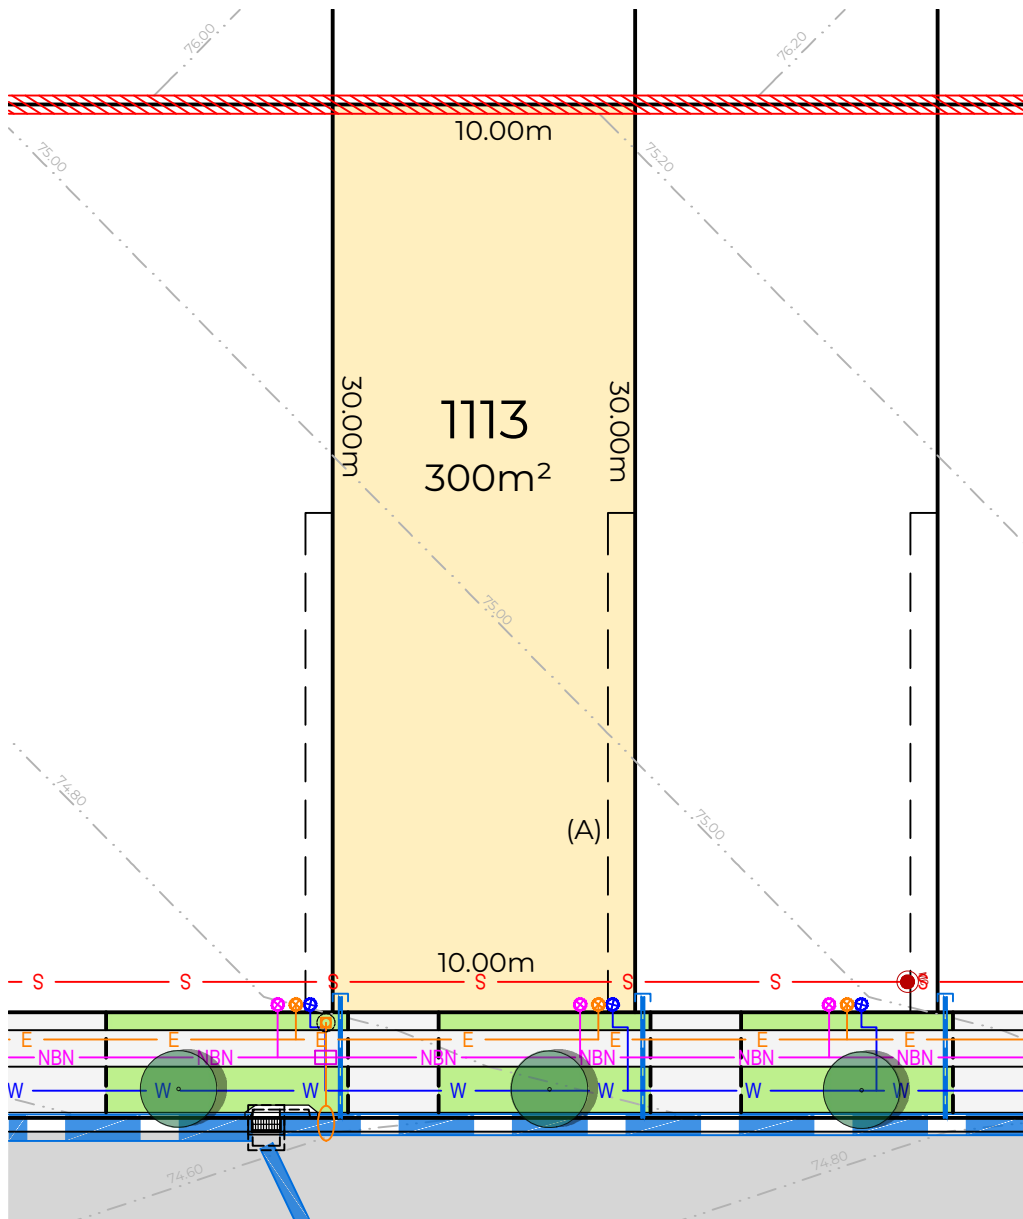 76.00
76.20
10.00m
75.00
75.20
30.00m
1113
30.00m
300m²
75.00
74.80
75.00
(A)
10.00m
S S S S S S
E E E E E E E
NBN NBN NBN NBN NBN NBN
W W W W W W W
74.60
74.80